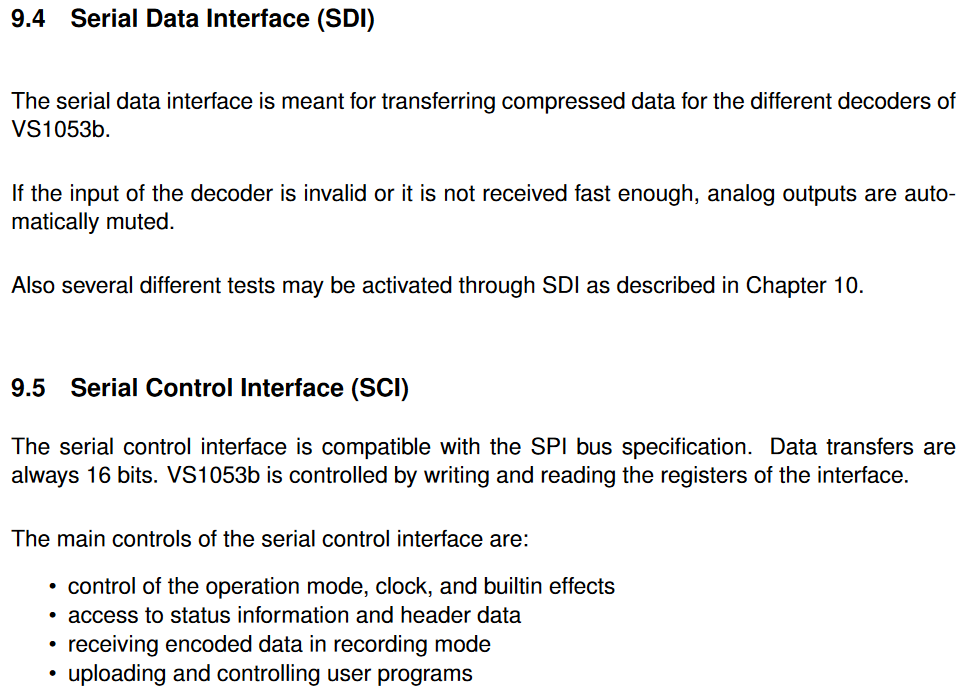 9.4 Serial Data Interface (SDI)
The serial data interface is meant for transferring compressed data for the different decoders of
VS1053b.
If the input of the decoder is invalid or it is not received fast enough, analog outputs are auto-
matically muted.
Also several different tests may be activated through SDI as described in Chapter 10.
9.5 Serial Control Interface (SCI)
The serial control interface is compatible with the SPI bus specification. Data transfers are
always 16 bits. VS1053b is controlled by writing and reading the registers of the interface.
The main controls of the serial control interface are:
• control of the operation mode, clock, and builtin effects
• access to status information and header data
• receiving encoded data in recording mode
• uploading and controlling user programs